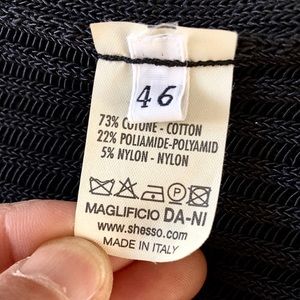 46
73% COTONE - COTTON
22% POLIAMIDE-POLYAMID
5% NYLON - NYLON
P
MAGLIFICIO DA-NI
www.shesso.com
MADE IN ITALY